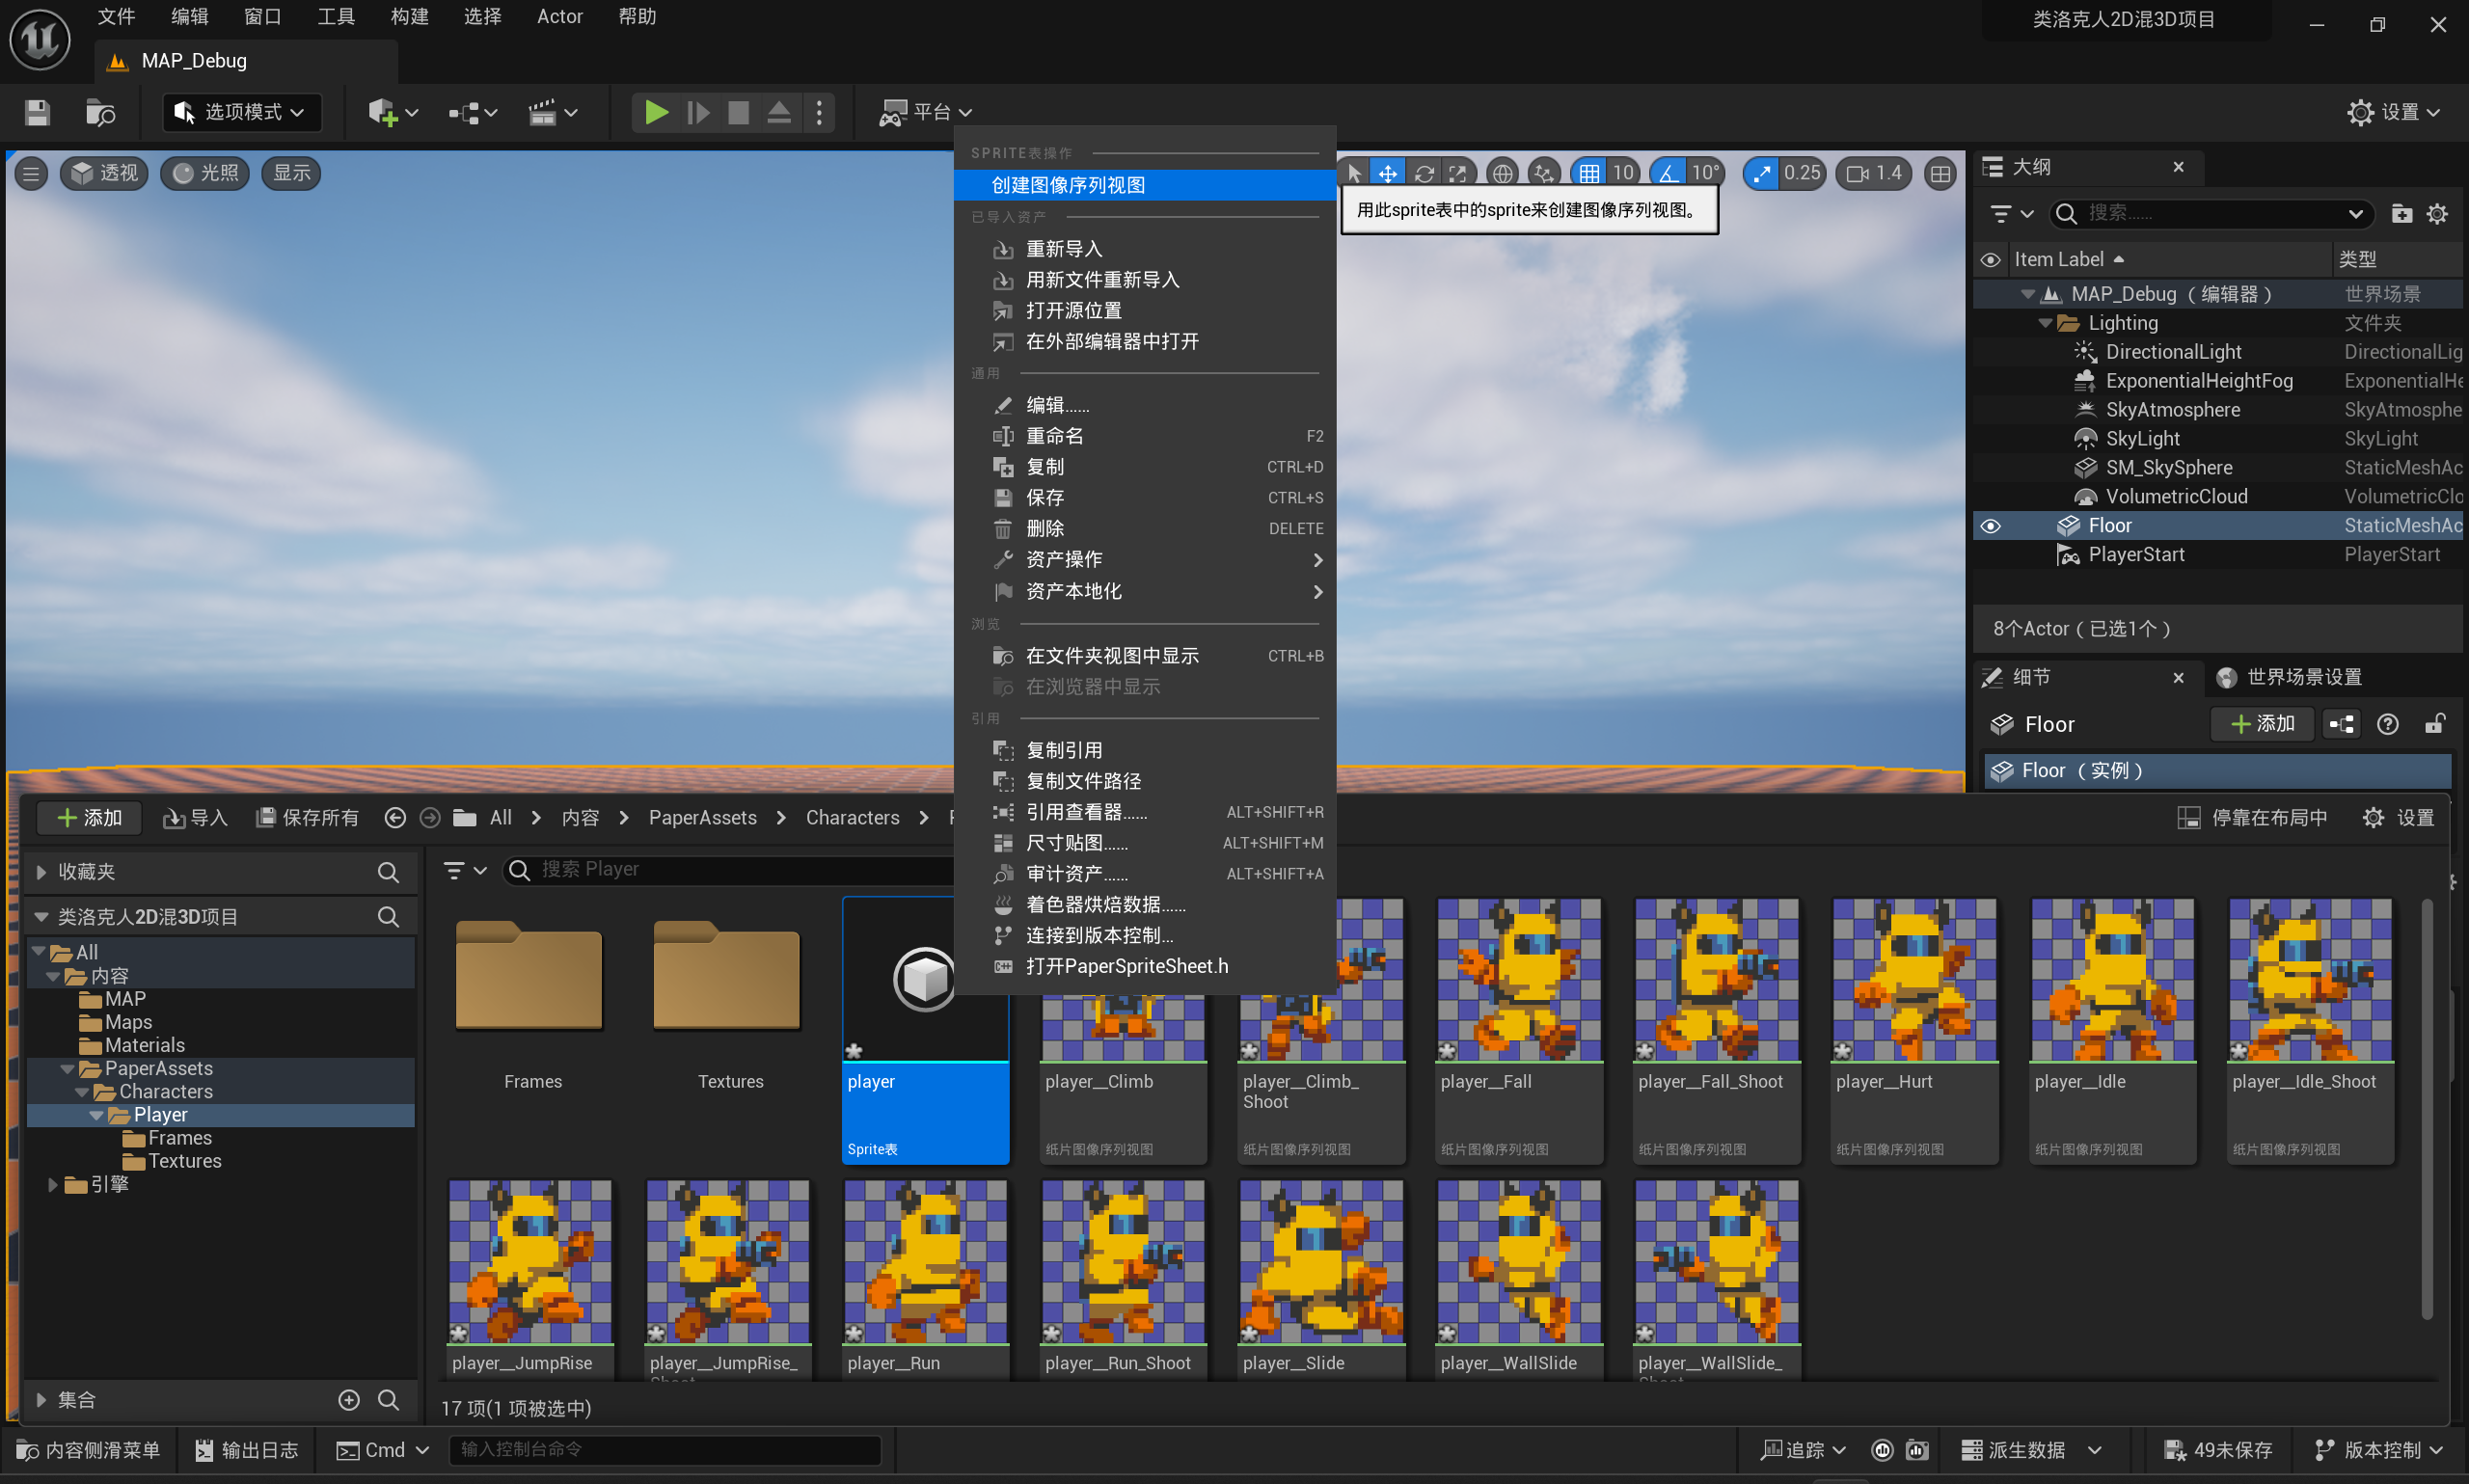 文件 编辑 窗口 工具 构建 选择 Actor 帮助
类洛克人2D混3D项目
MAP_Debug
选项模式
平台
设置
透视 光照 显示
10 10° 0.25 1.4
SPRITE表操作
创建图像序列视图
用此sprite表中的sprite来创建图像序列视图。
已导入资产
重新导入
用新文件重新导入
打开源位置
在外部编辑器中打开
通用
编辑……
重命名 F2
复制 CTRL+D
保存 CTRL+S
删除 DELETE
资产操作
资产本地化
浏览
在文件夹视图中显示 CTRL+B
在浏览器中显示
引用
复制引用
复制文件路径
引用查看器…… ALT+SHIFT+R
尺寸贴图…… ALT+SHIFT+M
审计资产…… ALT+SHIFT+A
着色器烘焙数据……
连接到版本控制...
打开PaperSpriteSheet.h
大纲
搜索……
Item Label 类型
MAP_Debug（编辑器） 世界场景
Lighting 文件夹
DirectionalLight DirectionalLig
ExponentialHeightFog ExponentialHe
SkyAtmosphere SkyAtmosphe
SkyLight SkyLight
SM_SkySphere StaticMeshAc
VolumetricCloud VolumetricClo
Floor StaticMeshAc
PlayerStart PlayerStart
8个Actor（已选1个）
细节 世界场景设置
Floor 添加
Floor （实例）
添加 导入 保存所有 All 内容 PaperAssets Characters
停靠在布局中 设置
收藏夹
类洛克人2D混3D项目
All
内容
MAP
Maps
Materials
PaperAssets
Characters
Player
Frames
Textures
引擎
集合
搜索 Player
Frames
Textures
player
Sprite表
player__Climb
纸片图像序列视图
player__Climb_
Shoot
纸片图像序列视图
player__Fall
纸片图像序列视图
player__Fall_Shoot
纸片图像序列视图
player__Hurt
纸片图像序列视图
player__Idle
纸片图像序列视图
player__Idle_Shoot
纸片图像序列视图
player__JumpRise
player__JumpRise_
Shoot
player__Run
player__Run_Shoot
player__Slide
player__WallSlide
player__WallSlide_
Shoot
17 项(1 项被选中)
内容侧滑菜单 输出日志 Cmd 输入控制台命令
追踪 派生数据 49未保存 版本控制